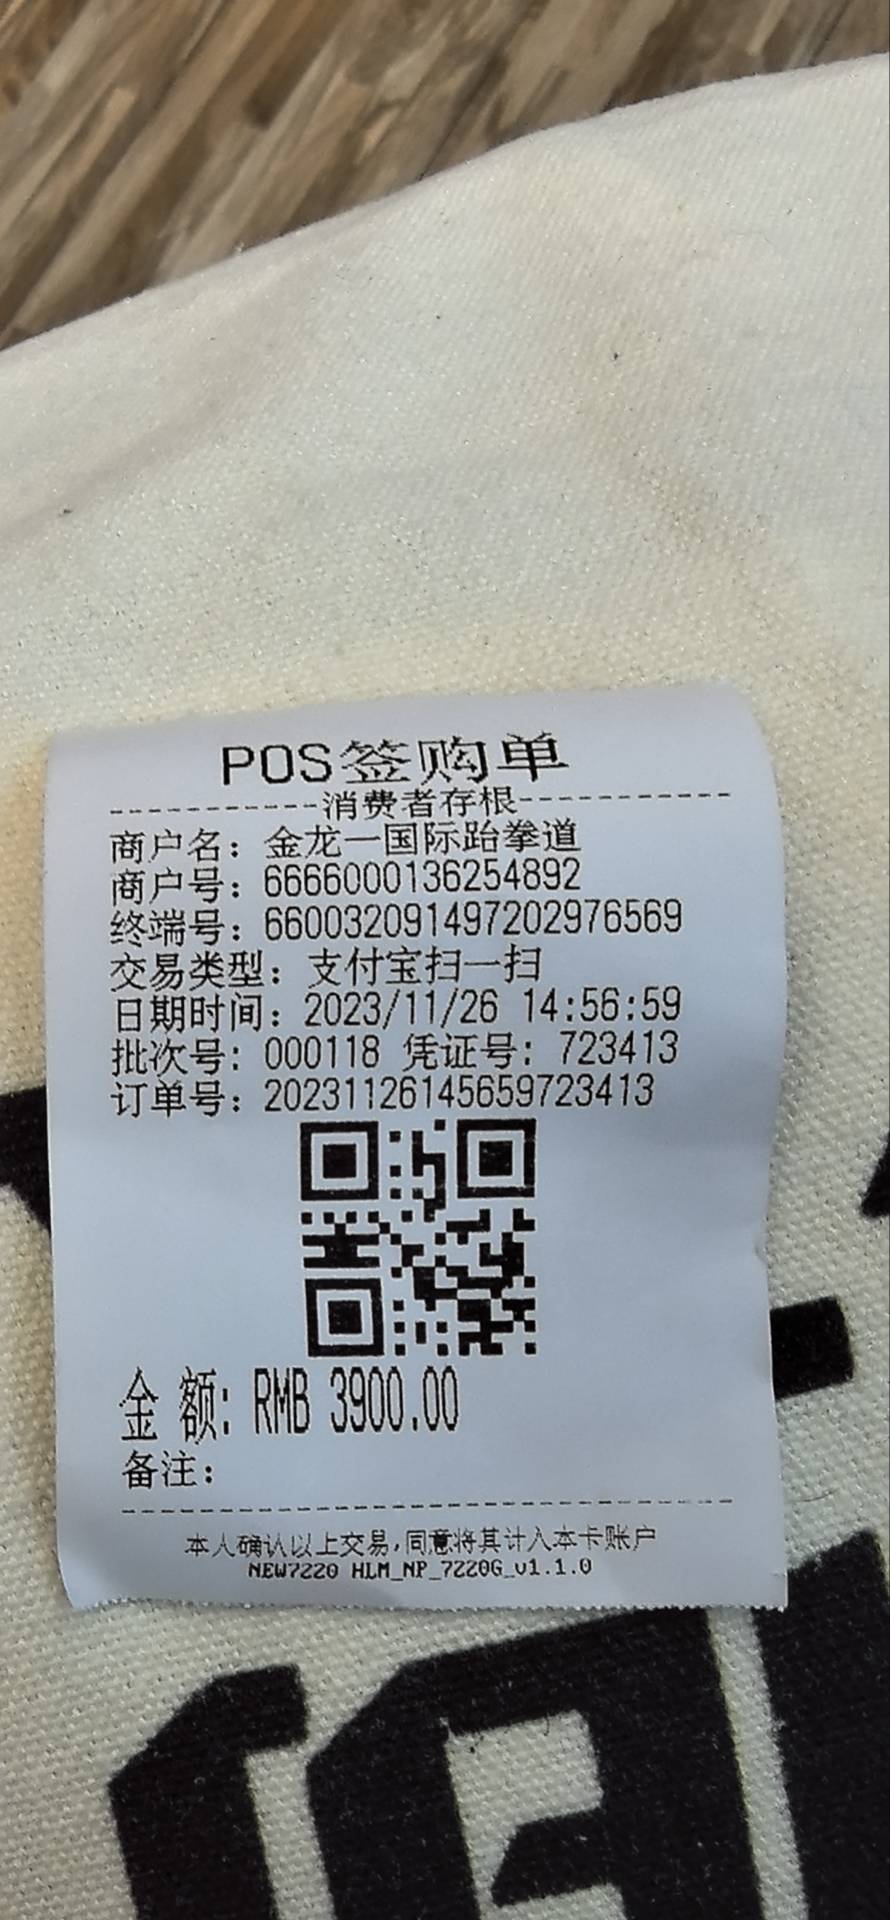 POS签购单
消费者存根
商户名：金龙一国际跆拳道
商户号：6666000136254892
终端号：660032091497202976569
交易类型：支付宝扫一扫
日期时间：2023/11/26 14:56:59
批次号：000118 凭证号：723413
订单号：20231126145659723413
金 额：RMB 3900.00
备注：
本人确认以上交易,同意将其计入本卡账户
NEW7220 HLM_NP_7220G_v1.1.0